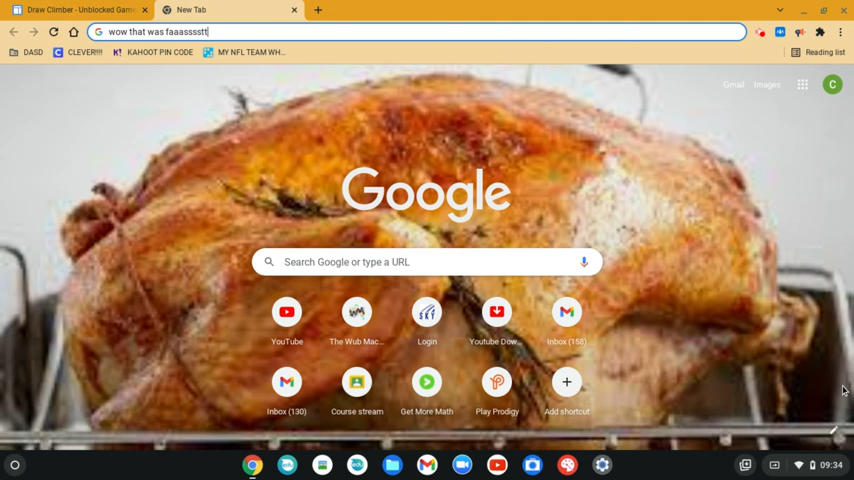 Draw Climber - Unblocked Game
New Tab
wow that was faaasssstt
DASD CLEVER!!!! KAHOOT PIN CODE MY NFL TEAM WH... Reading list
Gmail Images C
Google
Search Google or type a URL
YouTube The Wub Mac... Login Youtube Dow... Inbox (158)
Inbox (130) Course stream Get More Math Play Prodigy Add shortcut
09:34